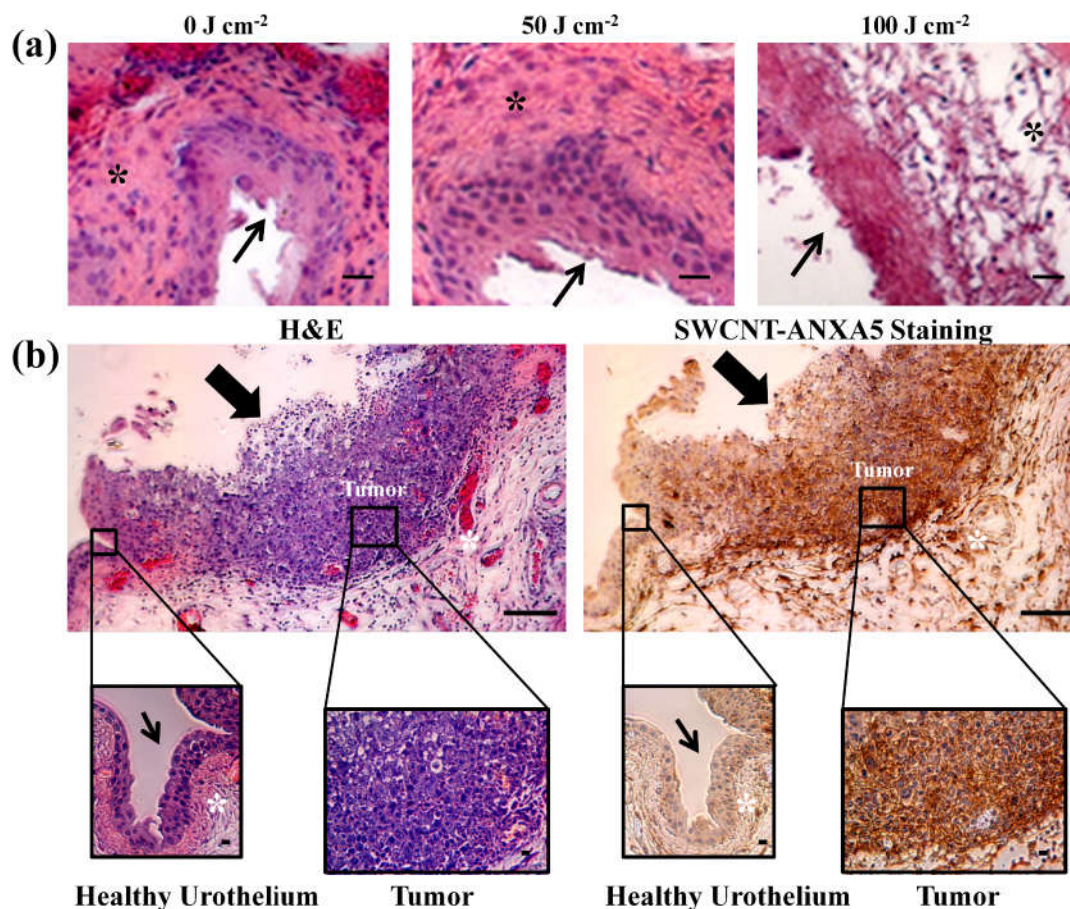 0 J cm-2 50 J cm-2 100 J cm-2
(a)
*
*
*
H&E SWCNT-ANXA5 Staining
(b)
Tumor
Tumor
*
*
*
*
Healthy Urothelium Tumor Healthy Urothelium Tumor